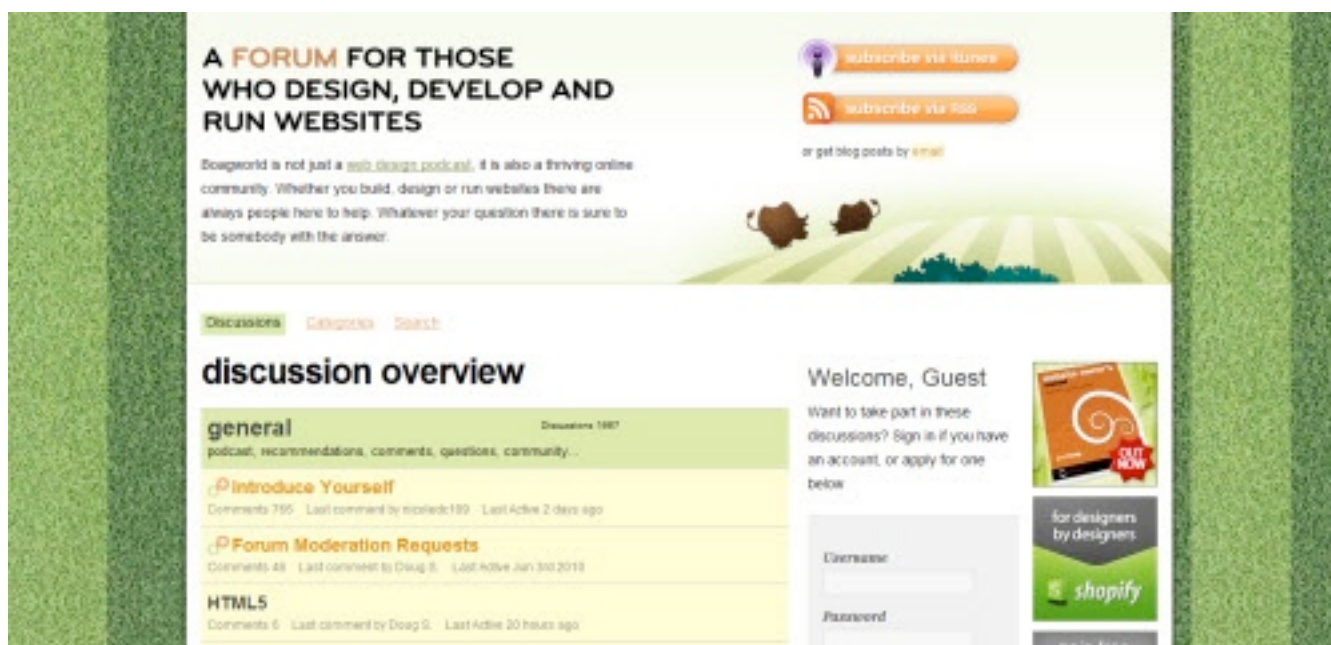 A FORUM FOR THOSE
WHO DESIGN, DEVELOP AND
RUN WEBSITES
Boagworld is not just a web design podcast, it is also a thriving online
community. Whether you build, design or run websites there are
always people here to help. Whatever your question there is sure to
be somebody with the answer.
subscribe via itunes
subscribe via RSS
or get blog posts by email
Discussions Categories Search
discussion overview
general
podcast, recommendations, comments, questions, community...
Discussions
Introduce Yourself
Comments Last comment by Last Active 2 days ago
Forum Moderation Requests
Comments Last comment by Doug S. Last Active Jun 3rd 2010
HTML5
Comments 6 Last comment by Doug S. Last Active 20 hours ago
Welcome, Guest
Want to take part in these
discussions? Sign in if you have
an account, or apply for one
below
Username
Password
OUT
NOW
for designers
by designers
shopify